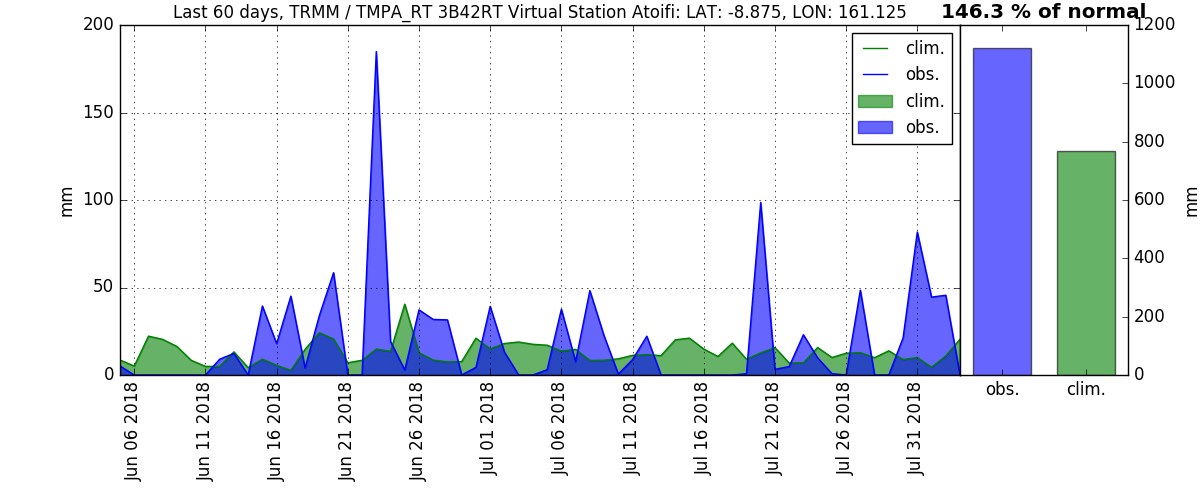 Last 60 days, TRMM / TMPA_RT 3B42RT Virtual Station Atoifi: LAT: -8.875, LON: 161.125
146.3 % of normal
200
150
100
50
0
mm
clim.
obs.
clim.
obs.
1200
1000
800
600
400
200
0
mm
Jun 06 2018
Jun 11 2018
Jun 16 2018
Jun 21 2018
Jun 26 2018
Jul 01 2018
Jul 06 2018
Jul 11 2018
Jul 16 2018
Jul 21 2018
Jul 26 2018
Jul 31 2018
obs.
clim.